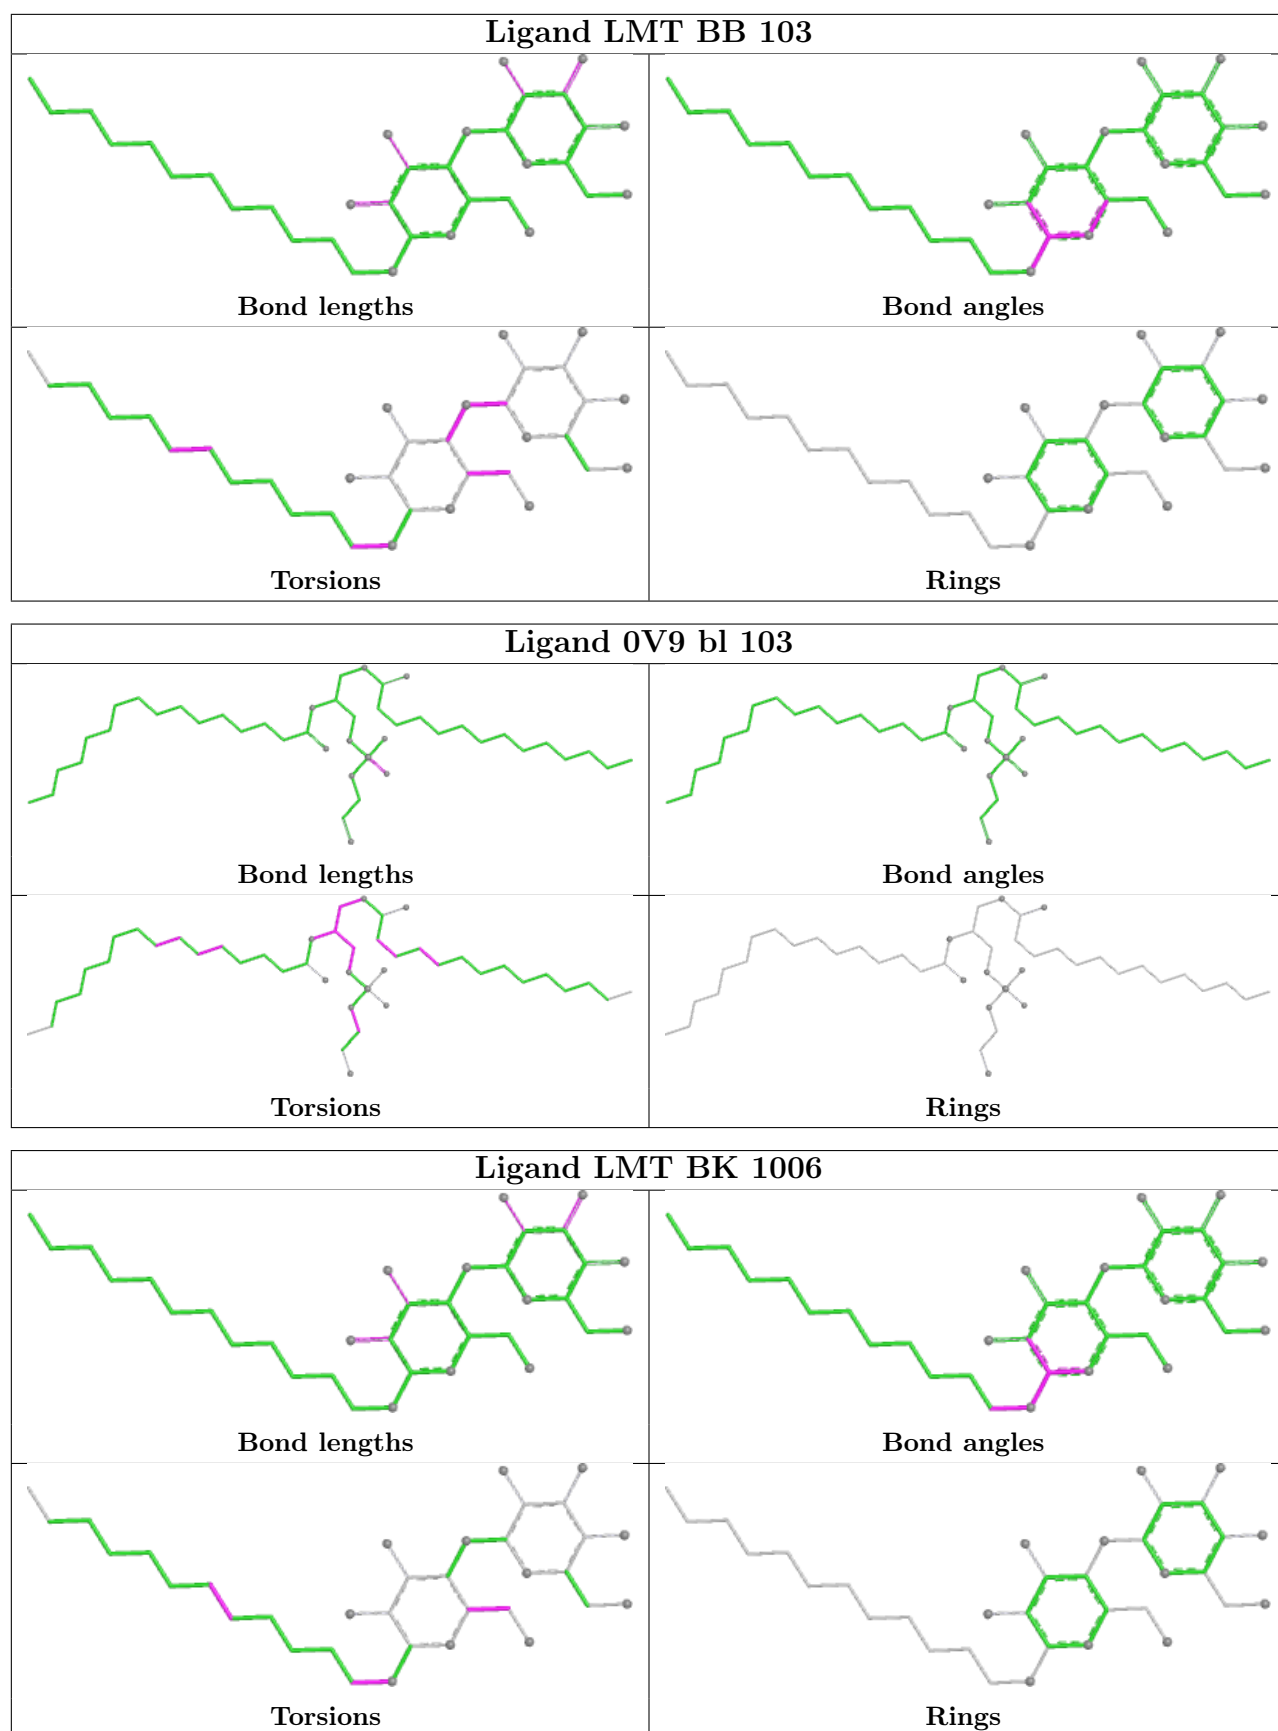 Ligand LMT BB 103
Bond lengths
Bond angles
Torsions
Rings
Ligand 0V9 bl 103
Bond lengths
Bond angles
Torsions
Rings
Ligand LMT BK 1006
Bond lengths
Bond angles
Torsions
Rings